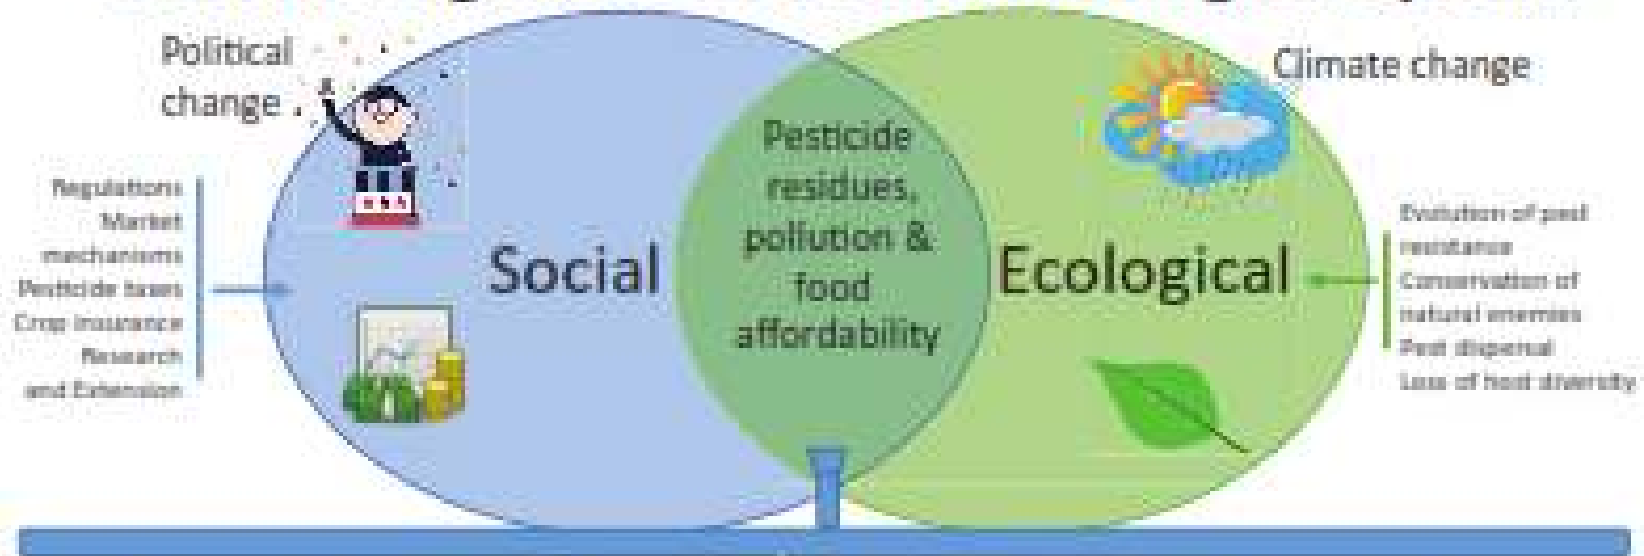 Political
change
Regulations
Market
mechanisms
Pesticide taxes
Crop insurance
Research
and Extension
Social
Pesticide
residues,
pollution &
food
affordability
Ecological
Climate change
Evolution of pest
resistance
Conservation of
natural enemies
Pest dispersal
Loss of host diversity